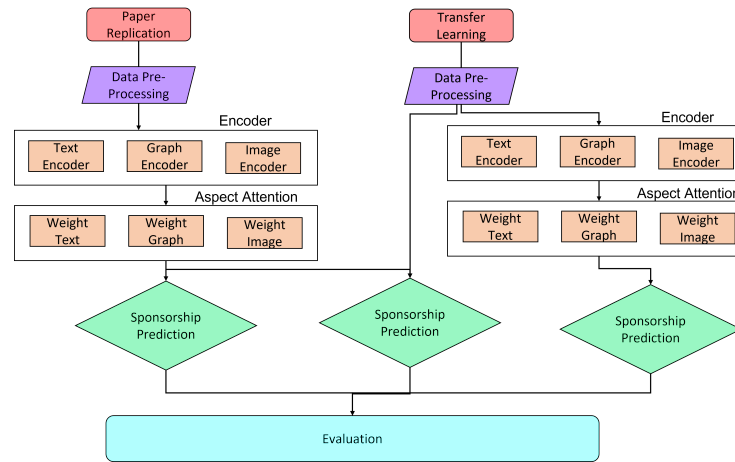 Paper
Replication
Transfer
Learning
Data Pre-
Processing
Data Pre-
Processing
Encoder
Text
Encoder
Graph
Encoder
Image
Encoder
Encoder
Text
Encoder
Graph
Encoder
Image
Encoder
Aspect Attention
Weight
Text
Weight
Graph
Weight
Image
Aspect Attention
Weight
Text
Weight
Graph
Weight
Image
Sponsorship
Prediction
Sponsorship
Prediction
Sponsorship
Prediction
Evaluation